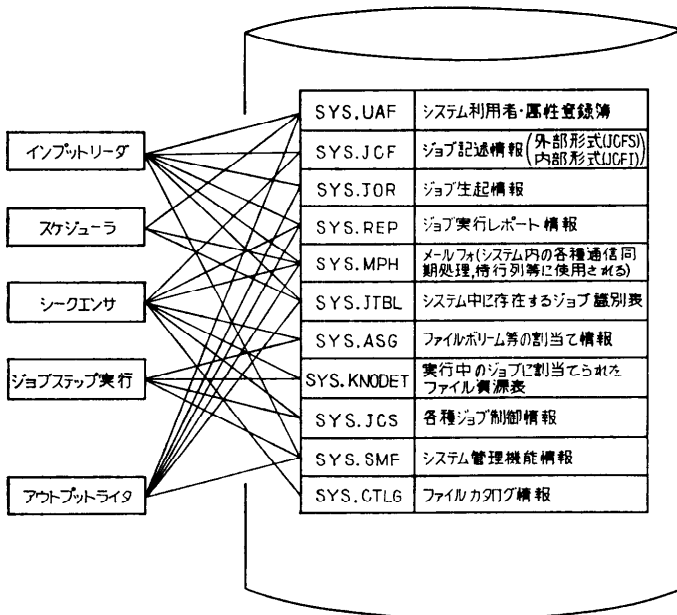 インプットリーダ
スケジューラ
シークエンサ
ジョブステップ実行
アウトプットライタ
SYS.UAF システム利用者・属性登録簿
SYS.JCF ジョブ記述情報(外部形式(JCFS)
内部形式(JCFI))
SYS.JOR ジョブ生起情報
SYS.REP ジョブ実行レポート情報
SYS.MPH メールフォ(システム内の各種通信同
期処理,待行列等に使用される)
SYS.JTBL システム中に存在するジョブ識別表
SYS.ASG ファイルボリーム等の割当て情報
SYS.KNODET 実行中のジョブに割当てられた
ファイル資源表
SYS.JCS 各種ジョブ制御情報
SYS.SMF システム管理機能情報
SYS.CTLG ファイルカタログ情報